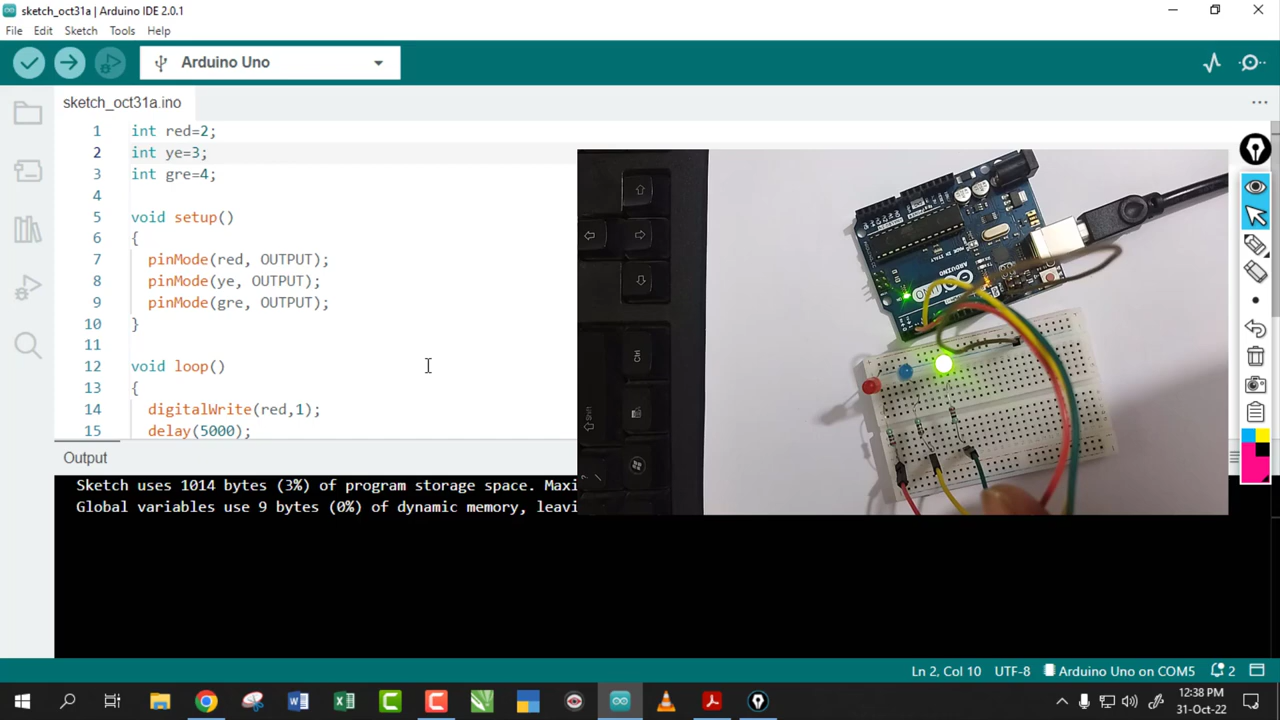 sketch_oct31a | Arduino IDE 2.0.1
File Edit Sketch Tools Help
Arduino Uno
sketch_oct31a.ino
1 int red=2;
2 int ye=3;
3 int gre=4;
4
5 void setup()
6 {
7 pinMode(red, OUTPUT);
8 pinMode(ye, OUTPUT);
9 pinMode(gre, OUTPUT);
10 }
11
12 void loop()
13 {
14 digitalWrite(red,1);
15 delay(5000);
Ctrl
Shift
ARDUINO
UNO
Output
Sketch uses 1014 bytes (3%) of program storage space. Maxi
Global variables use 9 bytes (0%) of dynamic memory, leavi
Ln 2, Col 10 UTF-8 Arduino Uno on COM5 2
12:38 PM
31-Oct-22